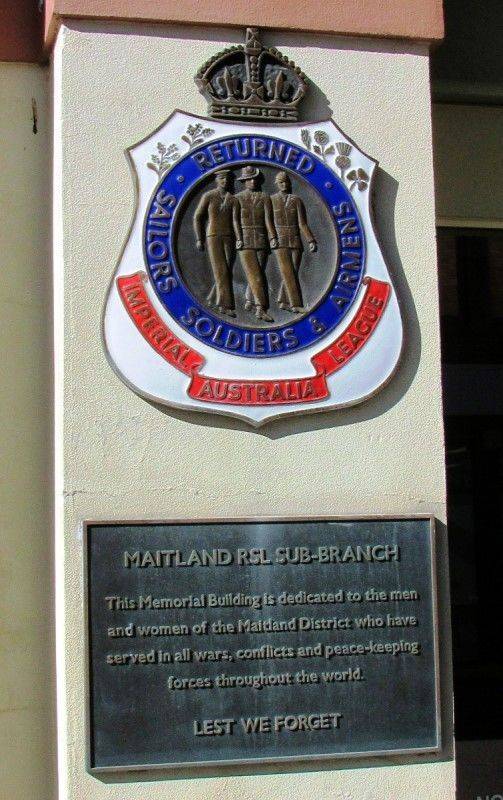 RETURNED
SAILORS SOLDIERS & AIRMENS
IMPERIAL LEAGUE
AUSTRALIA
MAITLAND RSL SUB-BRANCH
This Memorial Building is dedicated to the men
and women of the Maitland District who have
served in all wars, conflicts and peace-keeping
forces throughout the world.
LEST WE FORGET